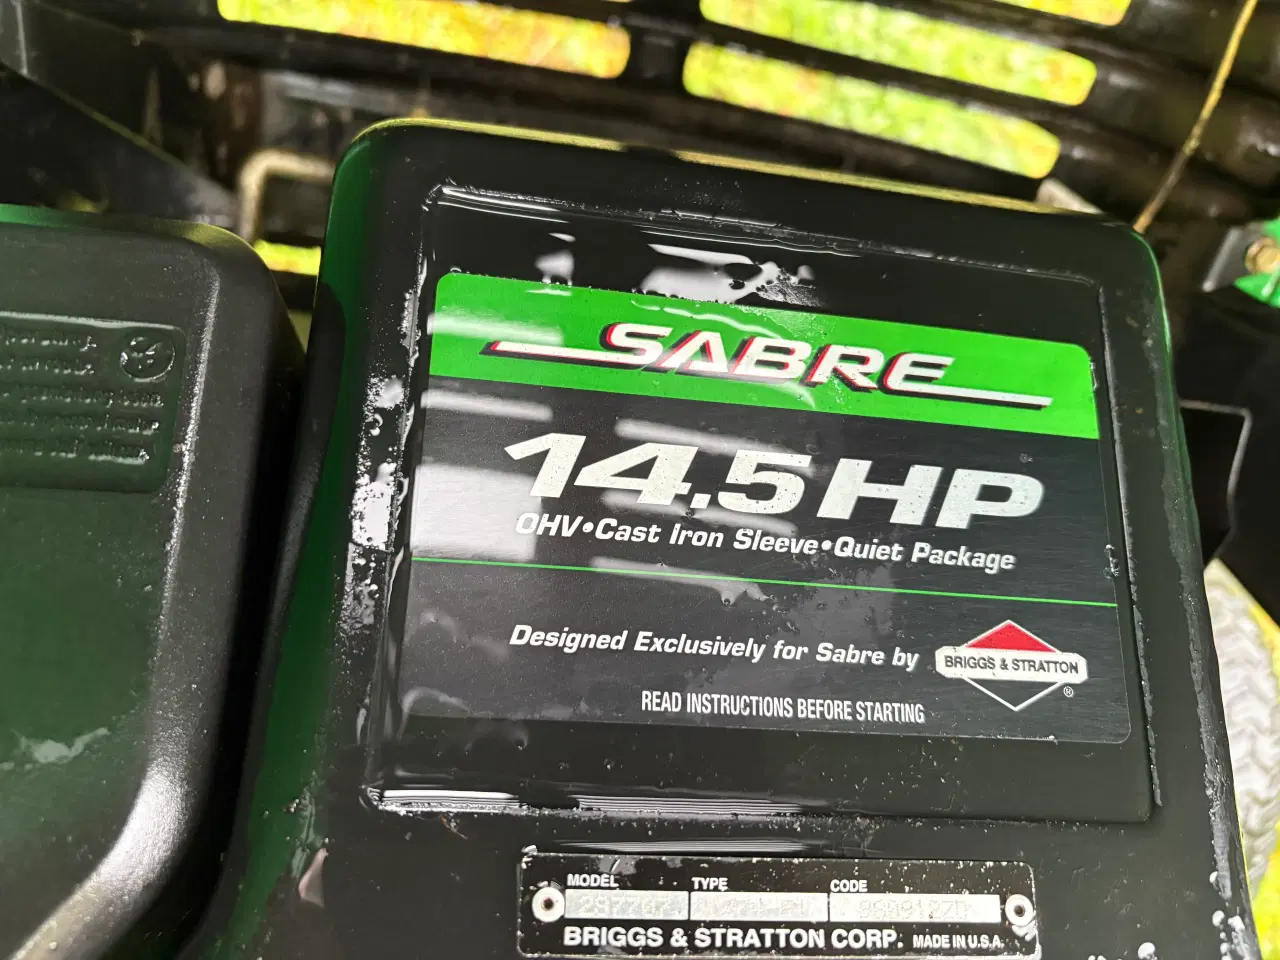 SABRE
14.5 HP
OHV•Cast Iron Sleeve•Quiet Package
Designed Exclusively for Sabre by
BRIGGS & STRATTON
®
READ INSTRUCTIONS BEFORE STARTING
MODEL TYPE CODE
BRIGGS & STRATTON CORP. MADE IN U.S.A.